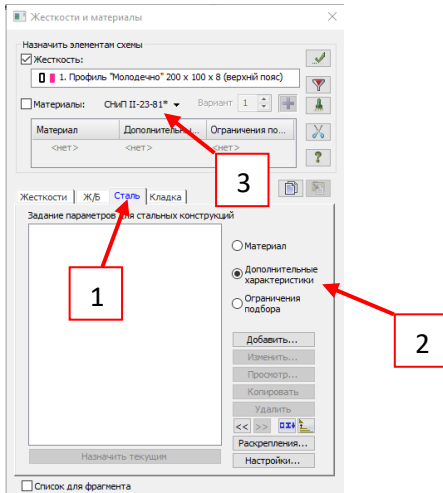 Жесткости и материалы
Назначить элементам схемы
Жесткость:
1. Профиль "Молодечно" 200 x 100 x 8 (верхний пояс)
Материалы: СНиП II-23-81* Вариант 1
Материал Дополнительны... Ограничения по...
<нет> <нет> <нет>
3
Жесткости Ж/Б Сталь Кладка
Задание параметров для стальных конструкций
Материал
Дополнительные
характеристики
Ограничения
подбора
1
2
Добавить...
Изменить...
Просмотр...
Копировать
Удалить
<< >>
Раскрепления...
Назначить текущим Настройки...
Список для фрагмента